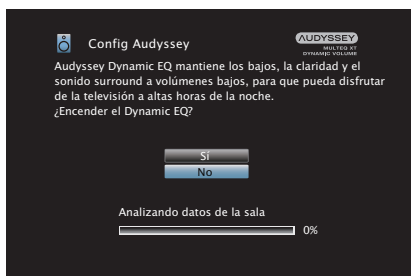 Config Audyssey
AUDYSSEY
MULTEQ XT
DYNAMIC VOLUME
Audyssey Dynamic EQ mantiene los bajos, la claridad y el
sonido surround a volúmenes bajos, para que pueda disfrutar
de la televisión a altas horas de la noche.
¿Encender el Dynamic EQ?
Sí
No
Analizando datos de la sala
0%